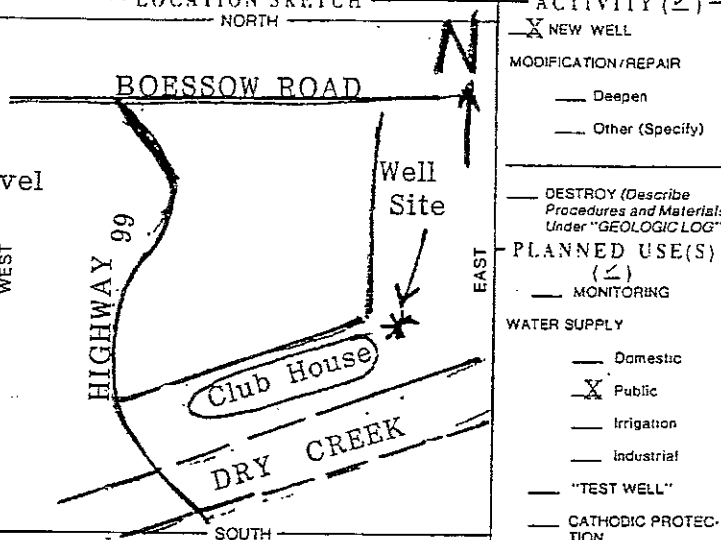 LOCATION SKETCH
NORTH
N
BOESSOW ROAD
vel
Well
Site
HIGHWAY 99
WEST
EAST
Club House
DRY CREEK
SOUTH
ACTIVITY (✓)
X NEW WELL
MODIFICATION/REPAIR
Deepen
Other (Specify)
DESTROY (Describe
Procedures and Materials
Under "GEOLOGIC LOG"
PLANNED USE(S)
(✓)
MONITORING
WATER SUPPLY
Domestic
X Public
Irrigation
Industrial
"TEST WELL"
CATHODIC PROTEC-
TION